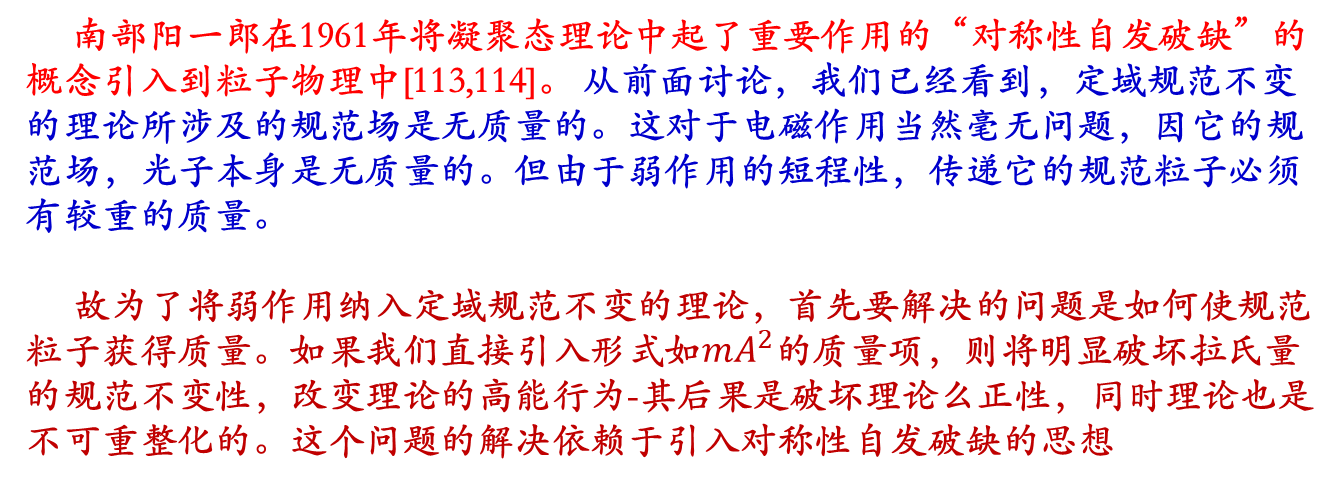 南部阳一郎在1961年将凝聚态理论中起了重要作用的“对称性自发破缺”的
概念引入到粒子物理中[113,114]。从前面讨论，我们已经看到，定域规范不变
的理论所涉及的规范场是无质量的。这对于电磁作用当然毫无问题，因它的规
范场，光子本身是无质量的。但由于弱作用的短程性，传递它的规范粒子必须
有较重的质量。
故为了将弱作用纳入定域规范不变的理论，首先要解决的问题是如何使规范
粒子获得质量。如果我们直接引入形式如mA²的质量项，则将明显破坏拉氏量
的规范不变性，改变理论的高能行为-其后果是破坏理论么正性，同时理论也是
不可重整化的。这个问题的解决依赖于引入对称性自发破缺的思想